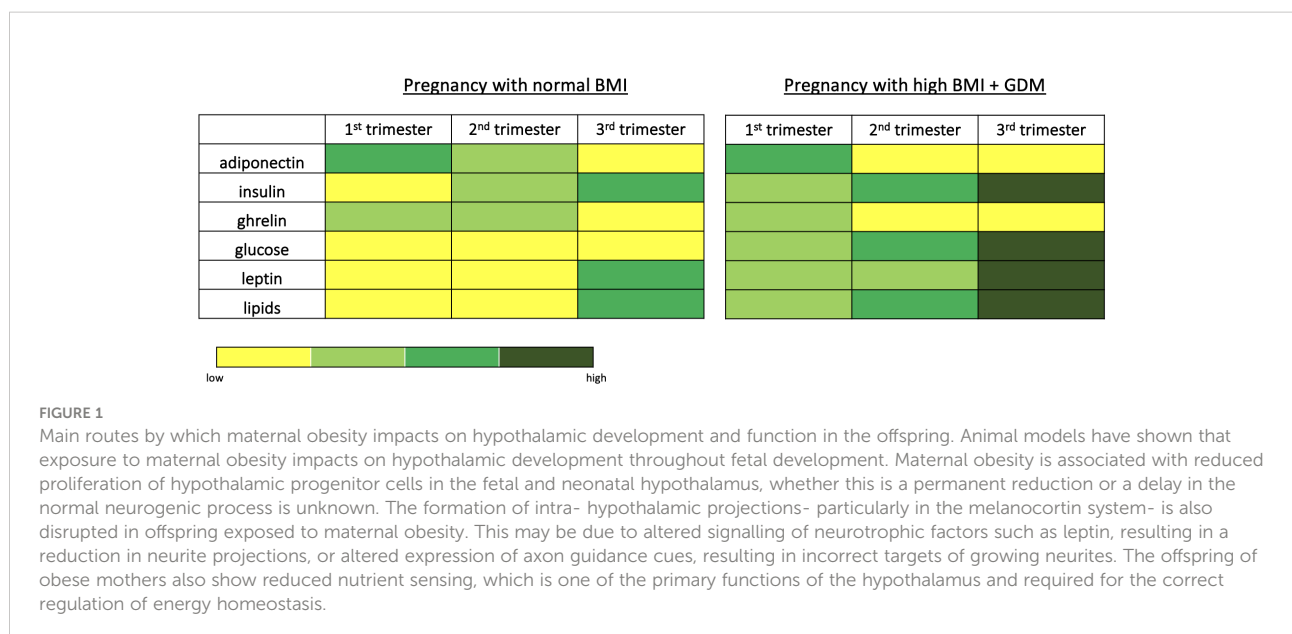 Pregnancy with normal BMI
Pregnancy with high BMI + GDM
1st trimester 2nd trimester 3rd trimester 1st trimester 2nd trimester 3rd trimester
adiponectin
insulin
ghrelin
glucose
leptin
lipids
low high
FIGURE 1
Main routes by which maternal obesity impacts on hypothalamic development and function in the offspring. Animal models have shown that
exposure to maternal obesity impacts on hypothalamic development throughout fetal development. Maternal obesity is associated with reduced
proliferation of hypothalamic progenitor cells in the fetal and neonatal hypothalamus, whether this is a permanent reduction or a delay in the
normal neurogenic process is unknown. The formation of intra- hypothalamic projections- particularly in the melanocortin system- is also
disrupted in offspring exposed to maternal obesity. This may be due to altered signalling of neurotrophic factors such as leptin, resulting in a
reduction in neurite projections, or altered expression of axon guidance cues, resulting in incorrect targets of growing neurites. The offspring of
obese mothers also show reduced nutrient sensing, which is one of the primary functions of the hypothalamus and required for the correct
regulation of energy homeostasis.